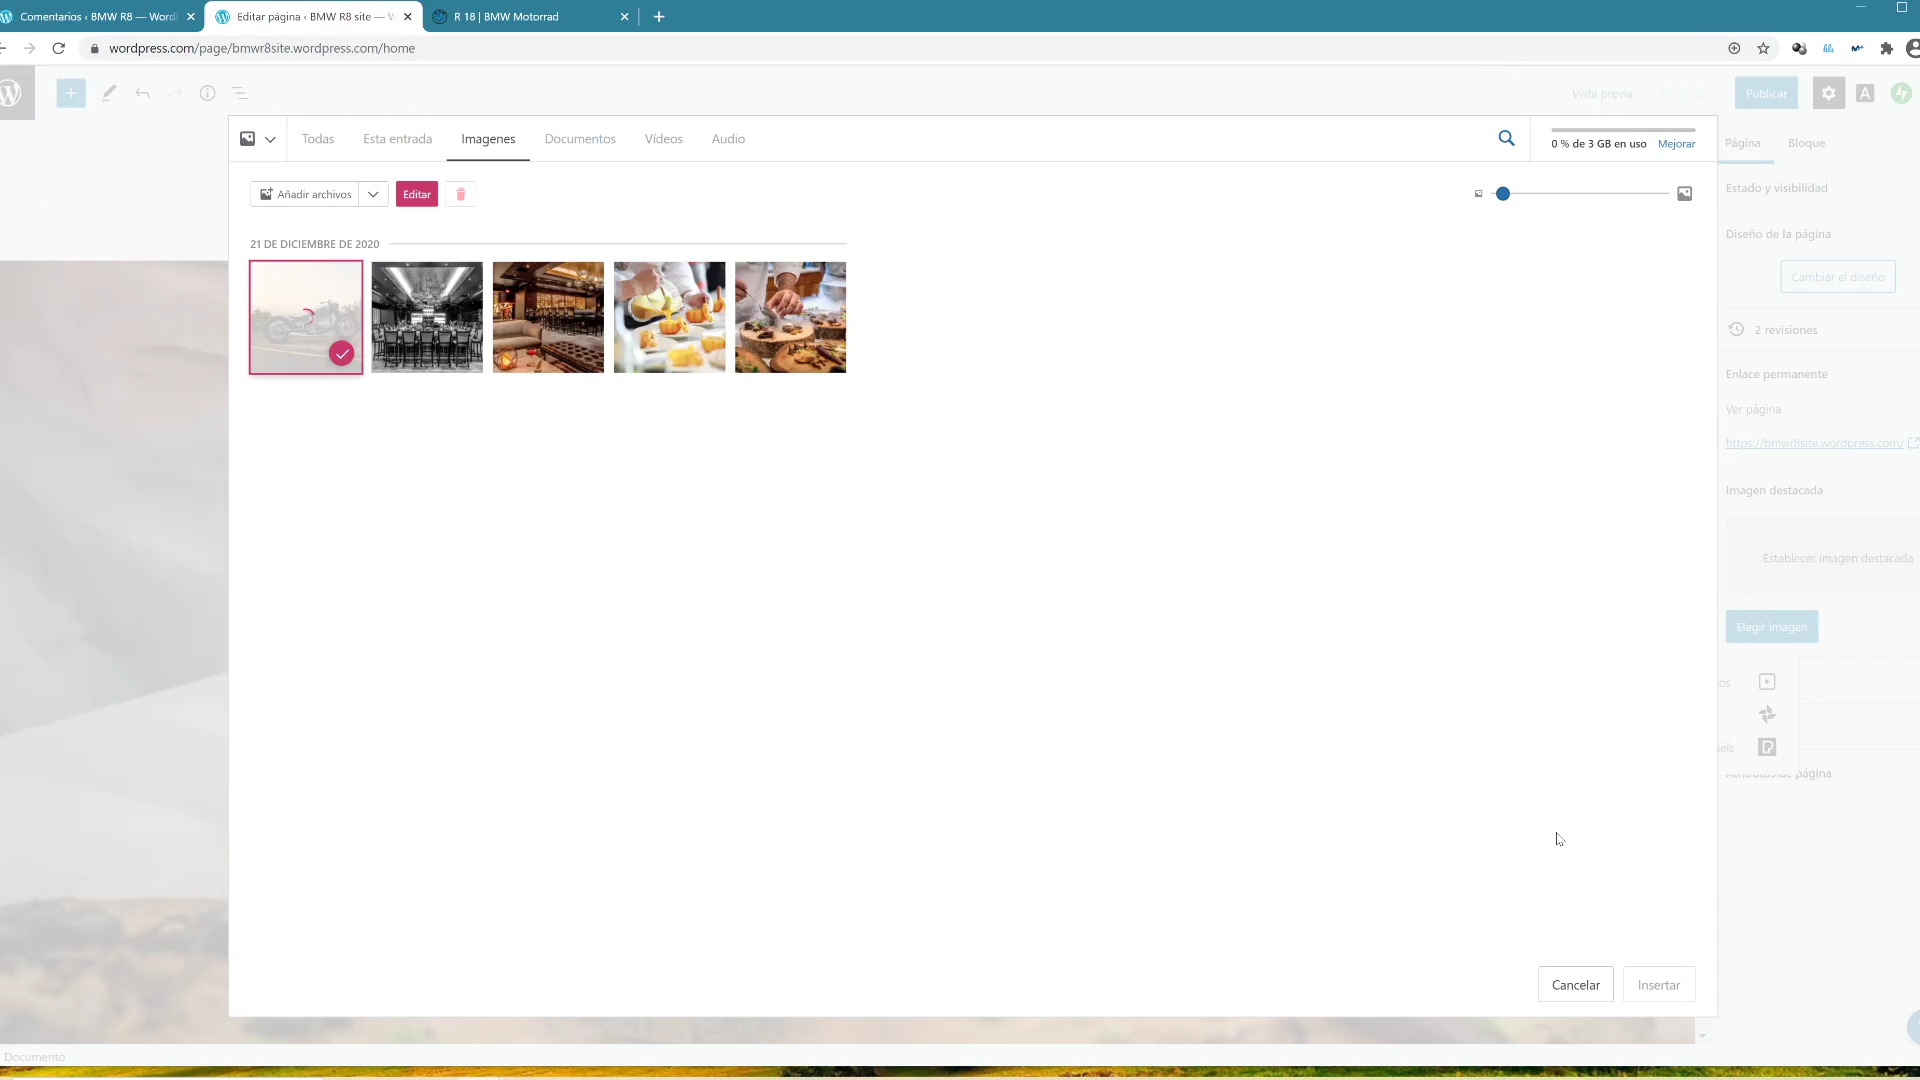 Comentarios ‹ BMW R8 — Word
Editar página ‹ BMW R8 site — W
R 18 | BMW Motorrad
wordpress.com/page/bmwr8site.wordpress.com/home
Vista previa
Publicar
Todas
Esta entrada
Imagenes
Documentos
Vídeos
Audio
0 % de 3 GB en uso
Mejorar
Página
Bloque
Añadir archivos
Editar
Estado y visibilidad
21 DE DICIEMBRE DE 2020
Diseño de la página
Cambiar el diseño
2 revisiones
Enlace permanente
Ver página
https://bmwr8site.wordpress.com/
Imagen destacada
Establecer imagen destacada
Elegir imagen
os
xels
página
Cancelar
Insertar
Documento